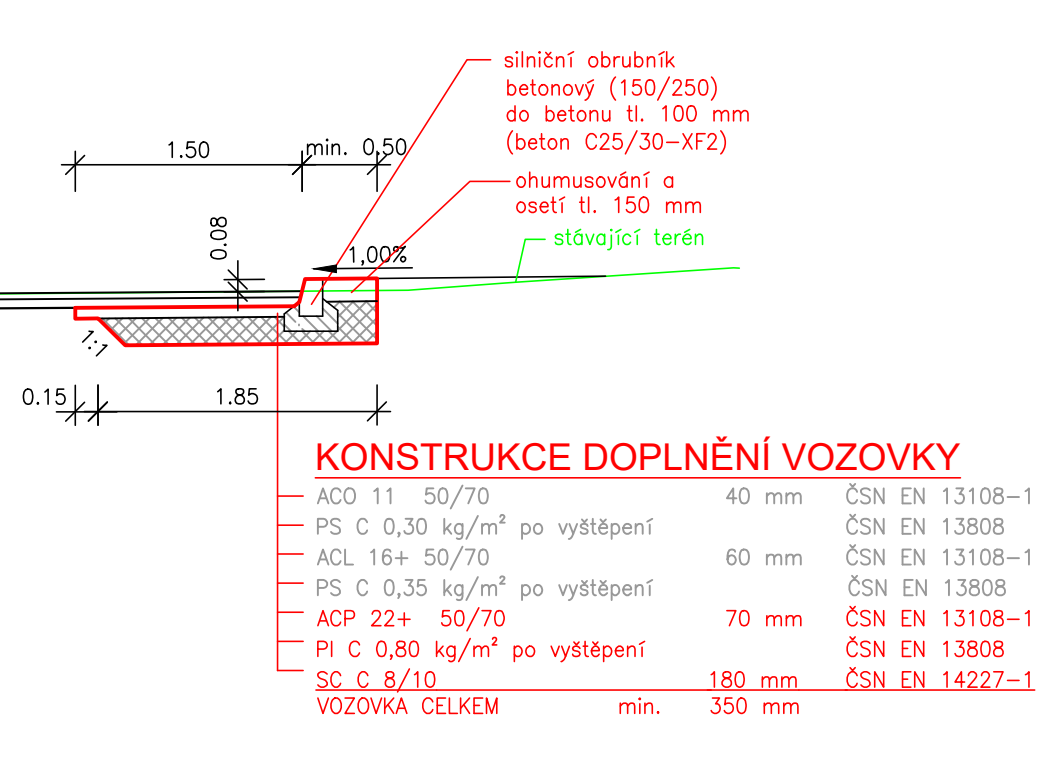 silniční obrubník
betonový (150/250)
do betonu tl. 100 mm
(beton C25/30-XF2)
1.50
min. 0,50
ohumusování a
osetí tl. 150 mm
0.08
stávající terén
1,00%
1:1
0.15
1.85
KONSTRUKCE DOPLNĚNÍ VOZOVKY
ACO 11 50/70 40 mm ČSN EN 13108-1
PS C 0,30 kg/m² po vyštěpení ČSN EN 13808
ACL 16+ 50/70 60 mm ČSN EN 13108-1
PS C 0,35 kg/m² po vyštěpení ČSN EN 13808
ACP 22+ 50/70 70 mm ČSN EN 13108-1
PI C 0,80 kg/m² po vyštěpení ČSN EN 13808
SC C 8/10 180 mm ČSN EN 14227-1
VOZOVKA CELKEM min. 350 mm